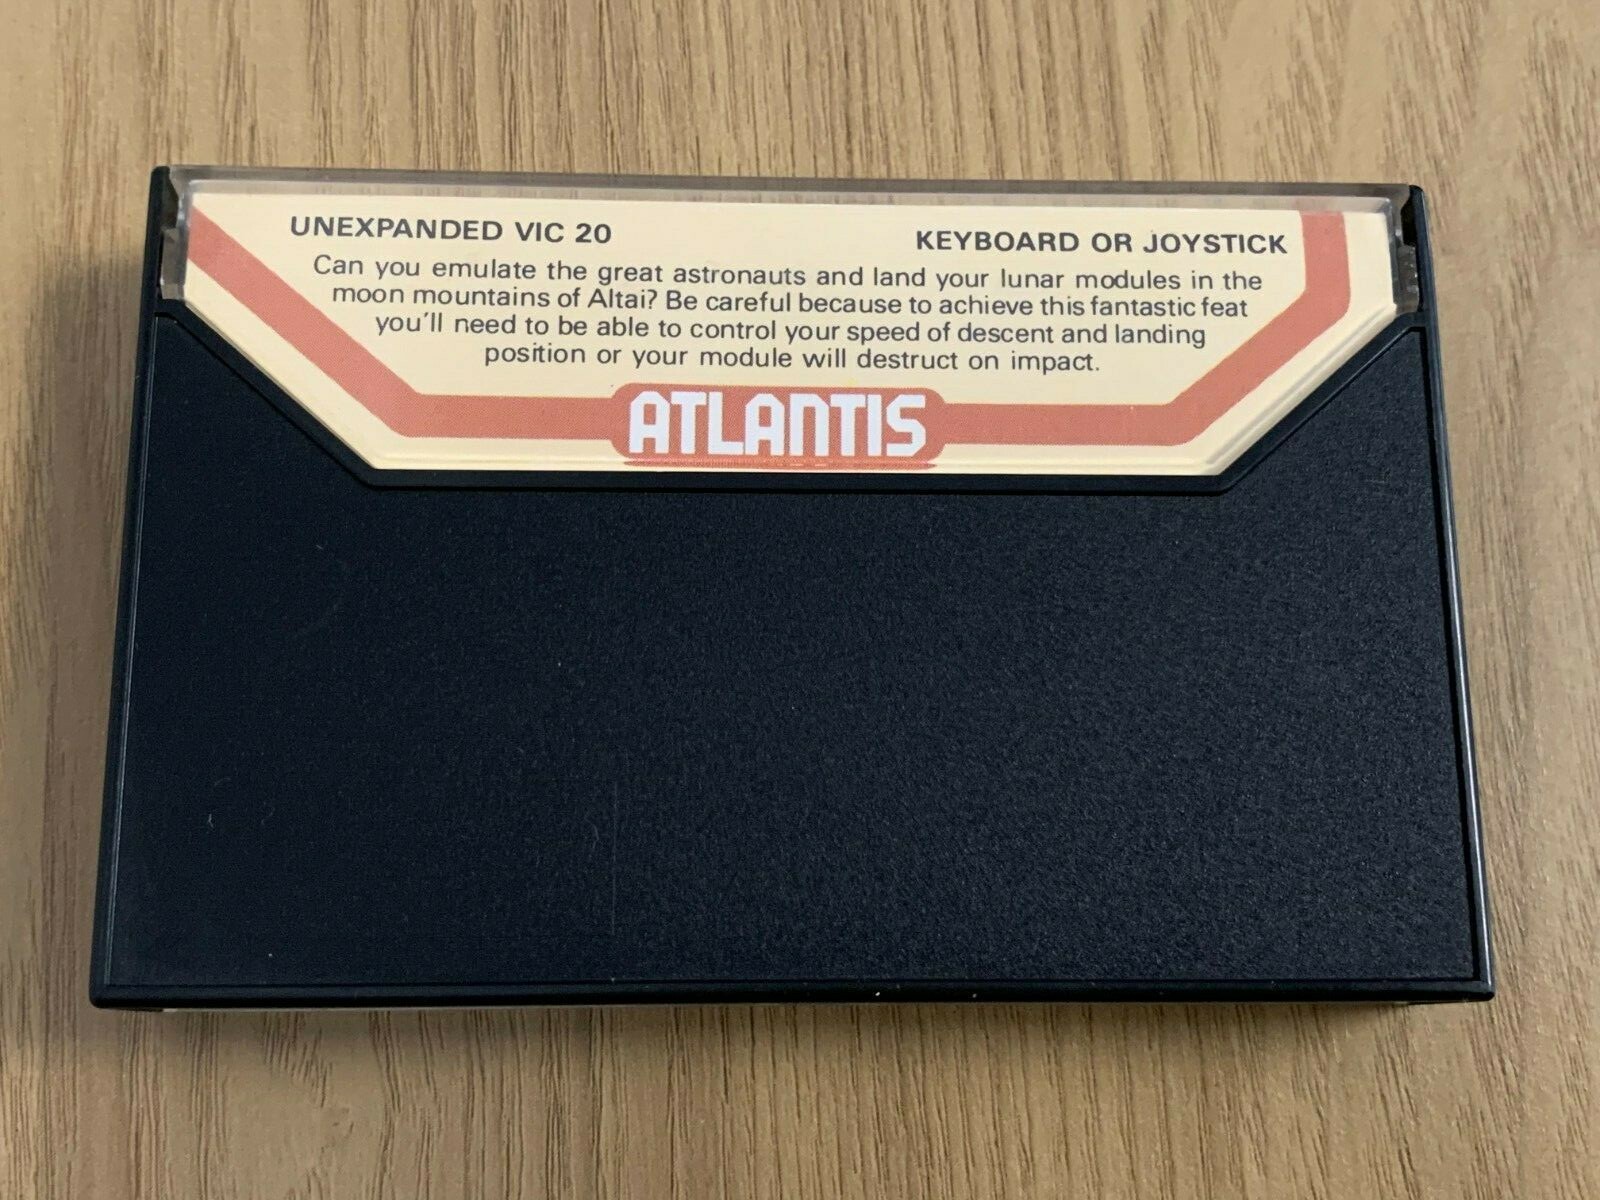 UNEXPANDED VIC 20
KEYBOARD OR JOYSTICK
Can you emulate the great astronauts and land your lunar modules in the
moon mountains of Altai? Be careful because to achieve this fantastic feat
you'll need to be able to control your speed of descent and landing
position or your module will destruct on impact.
ATLANTIS